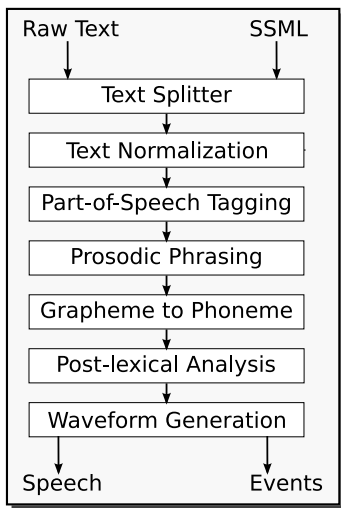 Raw Text SSML
Text Splitter
Text Normalization
Part-of-Speech Tagging
Prosodic Phrasing
Grapheme to Phoneme
Post-lexical Analysis
Waveform Generation
Speech Events